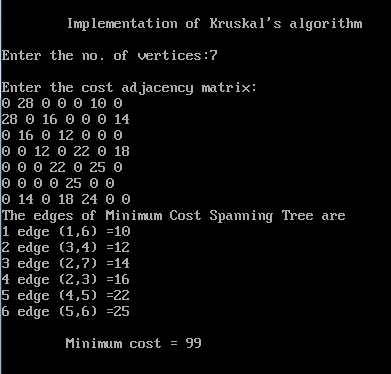 Implementation of Kruskal's algorithm
Enter the no. of vertices:7
Enter the cost adjacency matrix:
0 28 0 0 0 10 0
28 0 16 0 0 0 14
0 16 0 12 0 0 0
0 0 12 0 22 0 18
0 0 0 22 0 25 0
0 0 0 0 25 0 0
0 14 0 18 24 0 0
The edges of Minimum Cost Spanning Tree are
1 edge (1,6) =10
2 edge (3,4) =12
3 edge (2,7) =14
4 edge (2,3) =16
5 edge (4,5) =22
6 edge (5,6) =25
Minimum cost = 99